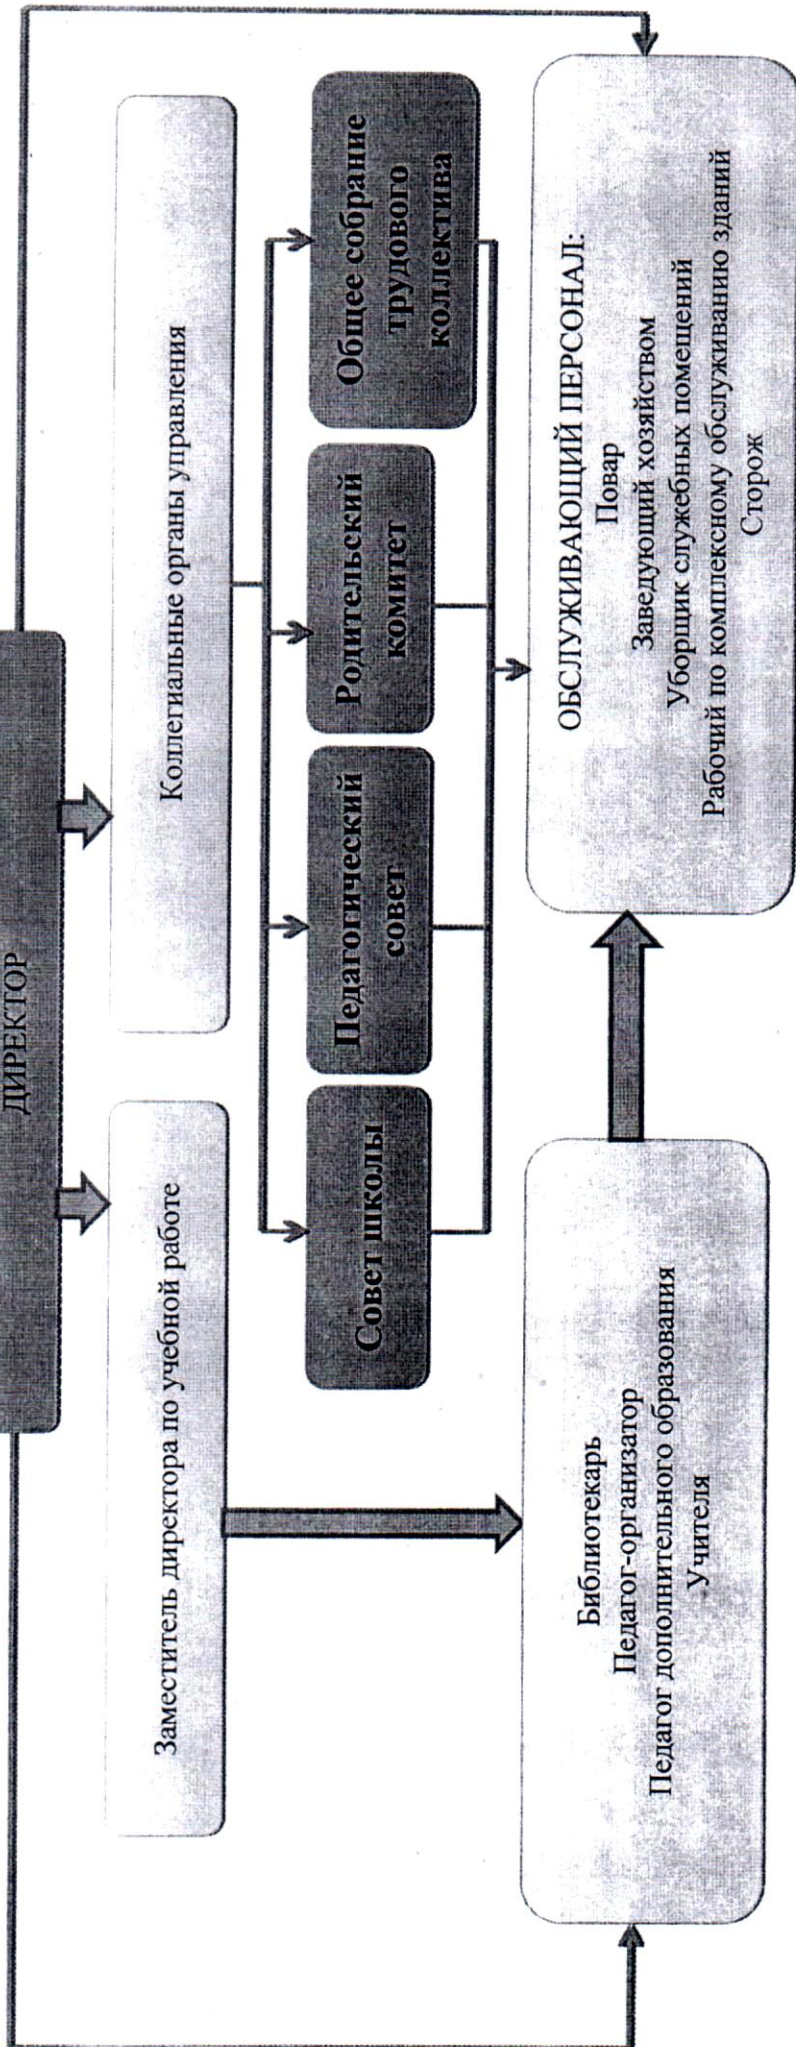 ДИРЕКТОР
Заместитель директора по учебной работе
Коллегиальные органы управления
Совет школы
Педагогический
совет
Родительский
комитет
Общее собрание
трудового
коллектива
Библиотекарь
Педагог-организатор
Педагог дополнительного образования
Учителя
ОБСЛУЖИВАЮЩИЙ ПЕРСОНАЛ:
Повар
Заведующий хозяйством
Уборщик служебных помещений
Рабочий по комплексному обслуживанию зданий
Сторож